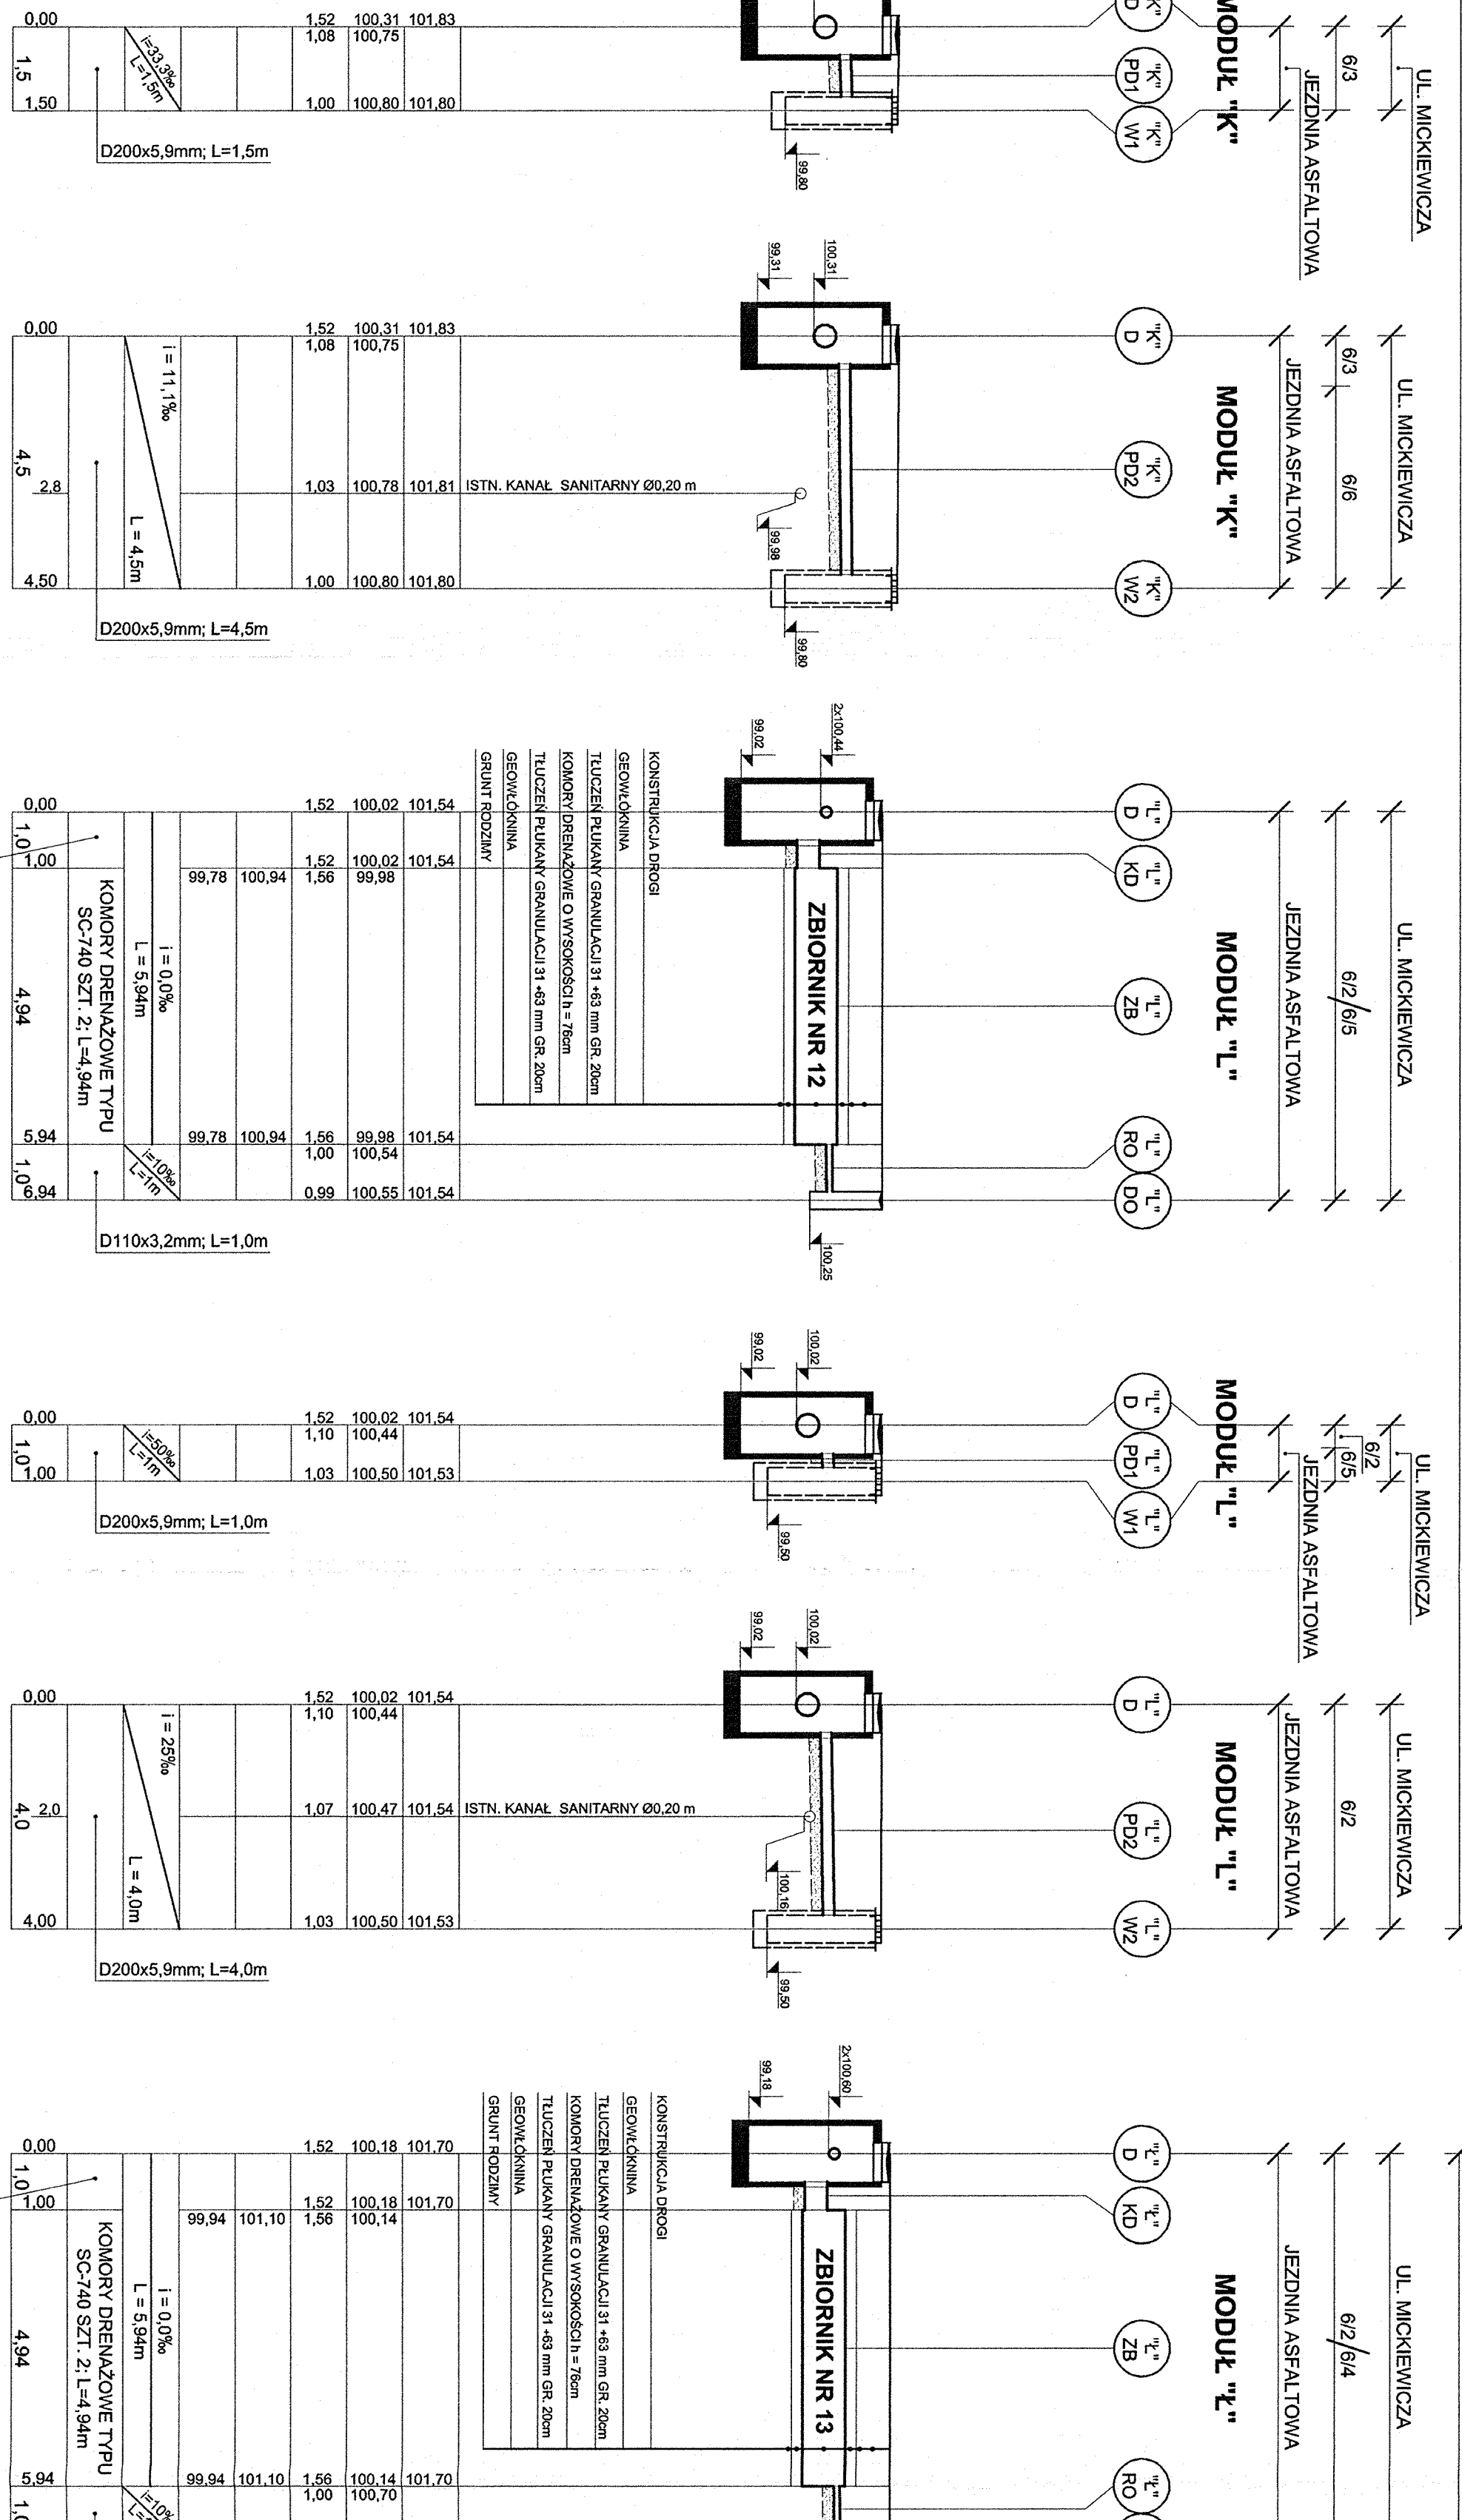 UL. MICKIEWICZA
6/3
JEZDNIA ASFALTOWA
MODUŁ "K"
"K" D
"K" PD1
"K" W1
99,80
0,00 1,52 100,31 101,83
1,08 100,75
1,5 i=33,3‰ L=1,5m
1,50 1,00 100,80 101,80
D200x5,9mm; L=1,5m
UL. MICKIEWICZA
6/3 6/6
JEZDNIA ASFALTOWA
MODUŁ "K"
"K" D
"K" PD2
"K" W2
99,31 100,31
0,00 1,52 100,31 101,83
1,08 100,75
i = 11,1‰
L = 4,5m
4,5 2,8 1,03 100,78 101,81 ISTN. KANAŁ SANITARNY Ø0,20 m
99,98
4,50 1,00 100,80 101,80
99,80
D200x5,9mm; L=4,5m
UL. MICKIEWICZA
6/2 6/5
JEZDNIA ASFALTOWA
MODUŁ "L"
"L" D
"L" KD
"L" ZB
"L" RO
"L" DO
99,02 2x100,44
ZBIORNIK NR 12
KONSTRUKCJA DROGI
GEOWŁÓKNINA
TŁUCZEŃ PŁUKANY GRANULACJI 31 +63 mm GR. 20cm
KOMORY DRENAŻOWE O WYSOKOŚCI h = 76cm
TŁUCZEŃ PŁUKANY GRANULACJI 31 +63 mm GR. 20cm
GEOWŁÓKNINA
GRUNT RODZIMY
0,00 1,52 100,02 101,54
1,0
1,00 1,52 100,02 101,54
99,78 100,94 1,56 99,98
i = 0,0‰
L = 5,94m
KOMORY DRENAŻOWE TYPU
SC-740 SZT. 2; L=4,94m
4,94
5,94 99,78 100,94 1,56 99,98 101,54
1,00 100,54
1,0 i=10‰ L=1m
6,94 0,99 100,55 101,54
100,25
D110x3,2mm; L=1,0m
UL. MICKIEWICZA
6/2
6/5
JEZDNIA ASFALTOWA
MODUŁ "L"
"L" D
"L" PD1
"L" W1
99,02 100,02
0,00 1,52 100,02 101,54
1,10 100,44
1,0 i=50‰ L=1m
1,00 1,03 100,50 101,53
99,50
D200x5,9mm; L=1,0m
UL. MICKIEWICZA
6/2
JEZDNIA ASFALTOWA
MODUŁ "L"
"L" D
"L" PD2
"L" W2
99,02 100,02
0,00 1,52 100,02 101,54
1,10 100,44
i = 25‰
L = 4,0m
4,0 2,0 1,07 100,47 101,54 ISTN. KANAŁ SANITARNY Ø0,20 m
100,16
4,00 1,03 100,50 101,53
99,50
D200x5,9mm; L=4,0m
UL. MICKIEWICZA
6/2 6/4
JEZDNIA ASFALTOWA
MODUŁ "Ł"
"Ł" D
"Ł" KD
"Ł" ZB
"Ł" RO
99,18 2x100,60
ZBIORNIK NR 13
KONSTRUKCJA DROGI
GEOWŁÓKNINA
TŁUCZEŃ PŁUKANY GRANULACJI 31 +63 mm GR. 20cm
KOMORY DRENAŻOWE O WYSOKOŚCI h = 76cm
TŁUCZEŃ PŁUKANY GRANULACJI 31 +63 mm GR. 20cm
GEOWŁÓKNINA
GRUNT RODZIMY
0,00 1,52 100,18 101,70
1,0
1,00 1,52 100,18 101,70
99,94 101,10 1,56 100,14
i = 0,0‰
L = 5,94m
KOMORY DRENAŻOWE TYPU
SC-740 SZT. 2; L=4,94m
4,94
5,94 99,94 101,10 1,56 100,14 101,70
1,00 100,70